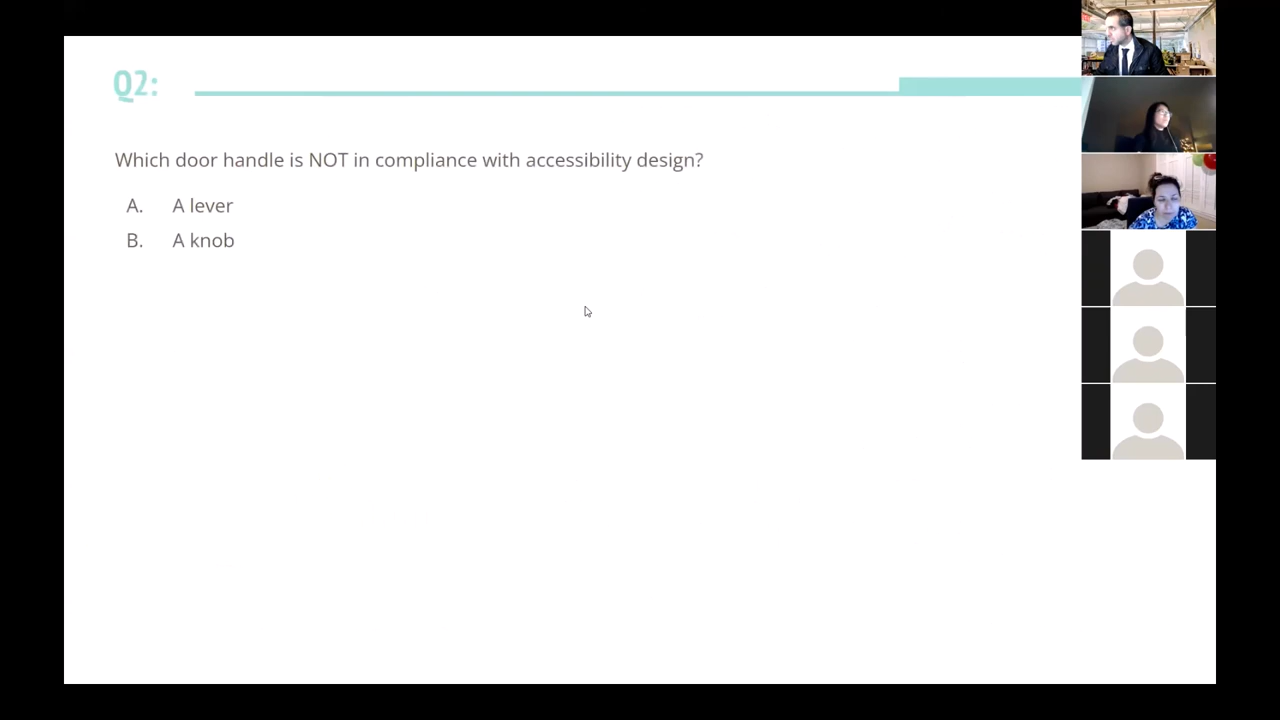 Q2:
Which door handle is NOT in compliance with accessibility design?
A. A lever
B. A knob